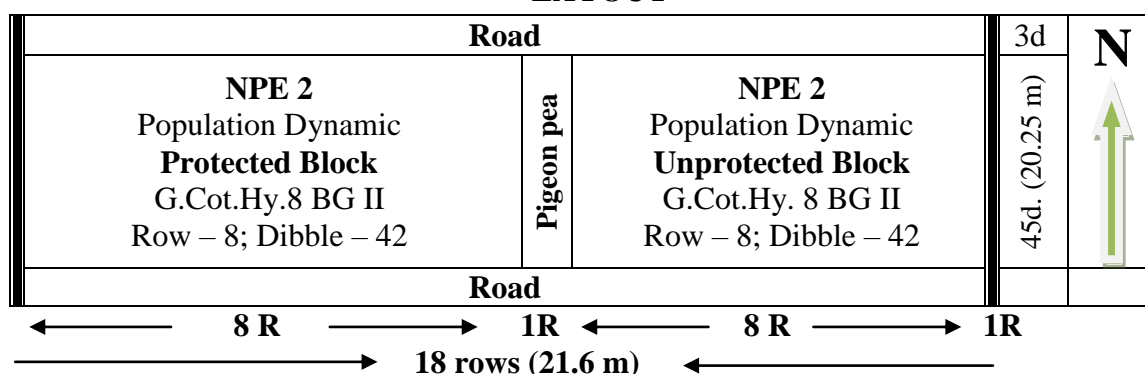 Road
3d
N
NPE 2
Population Dynamic
Protected Block
G.Cot.Hy.8 BG II
Row – 8; Dibble – 42
Pigeon pea
NPE 2
Population Dynamic
Unprotected Block
G.Cot.Hy. 8 BG II
Row – 8; Dibble – 42
45d. (20.25 m)
Road
8 R 1R 8 R 1R
18 rows (21.6 m)